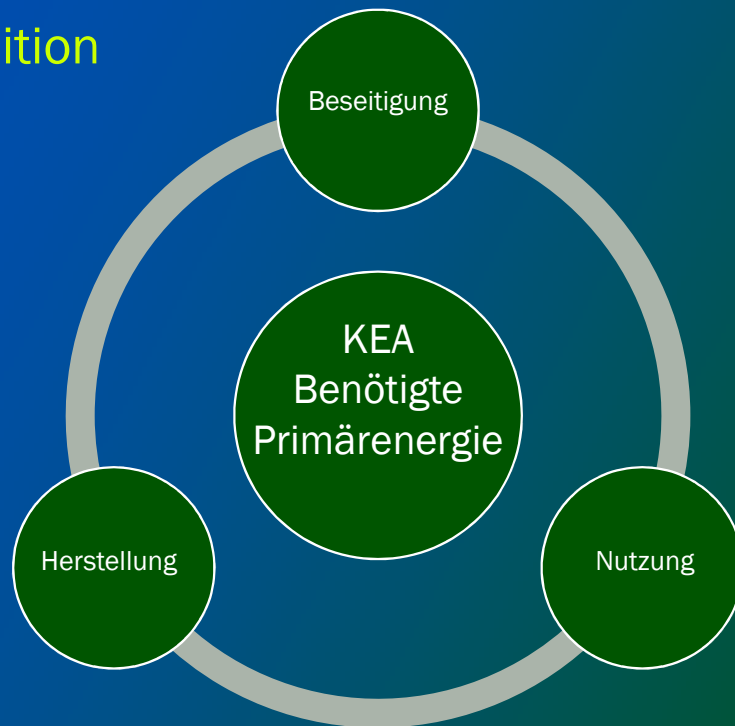 ition
Beseitigung
KEA
Benötigte
Primärenergie
Herstellung
Nutzung